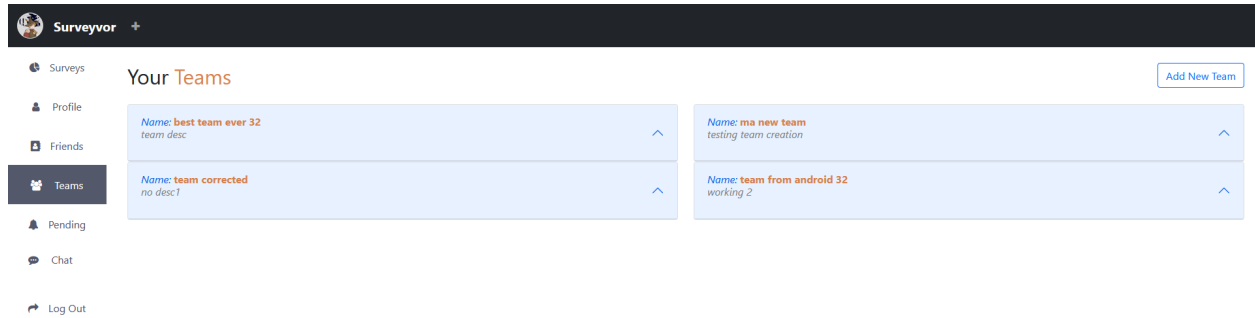 Surveyvor +
Surveys
Profile
Friends
Teams
Pending
Chat
Log Out
Your Teams
Add New Team
Name: best team ever 32
team desc
Name: ma new team
testing team creation
Name: team corrected
no desc1
Name: team from android 32
working 2